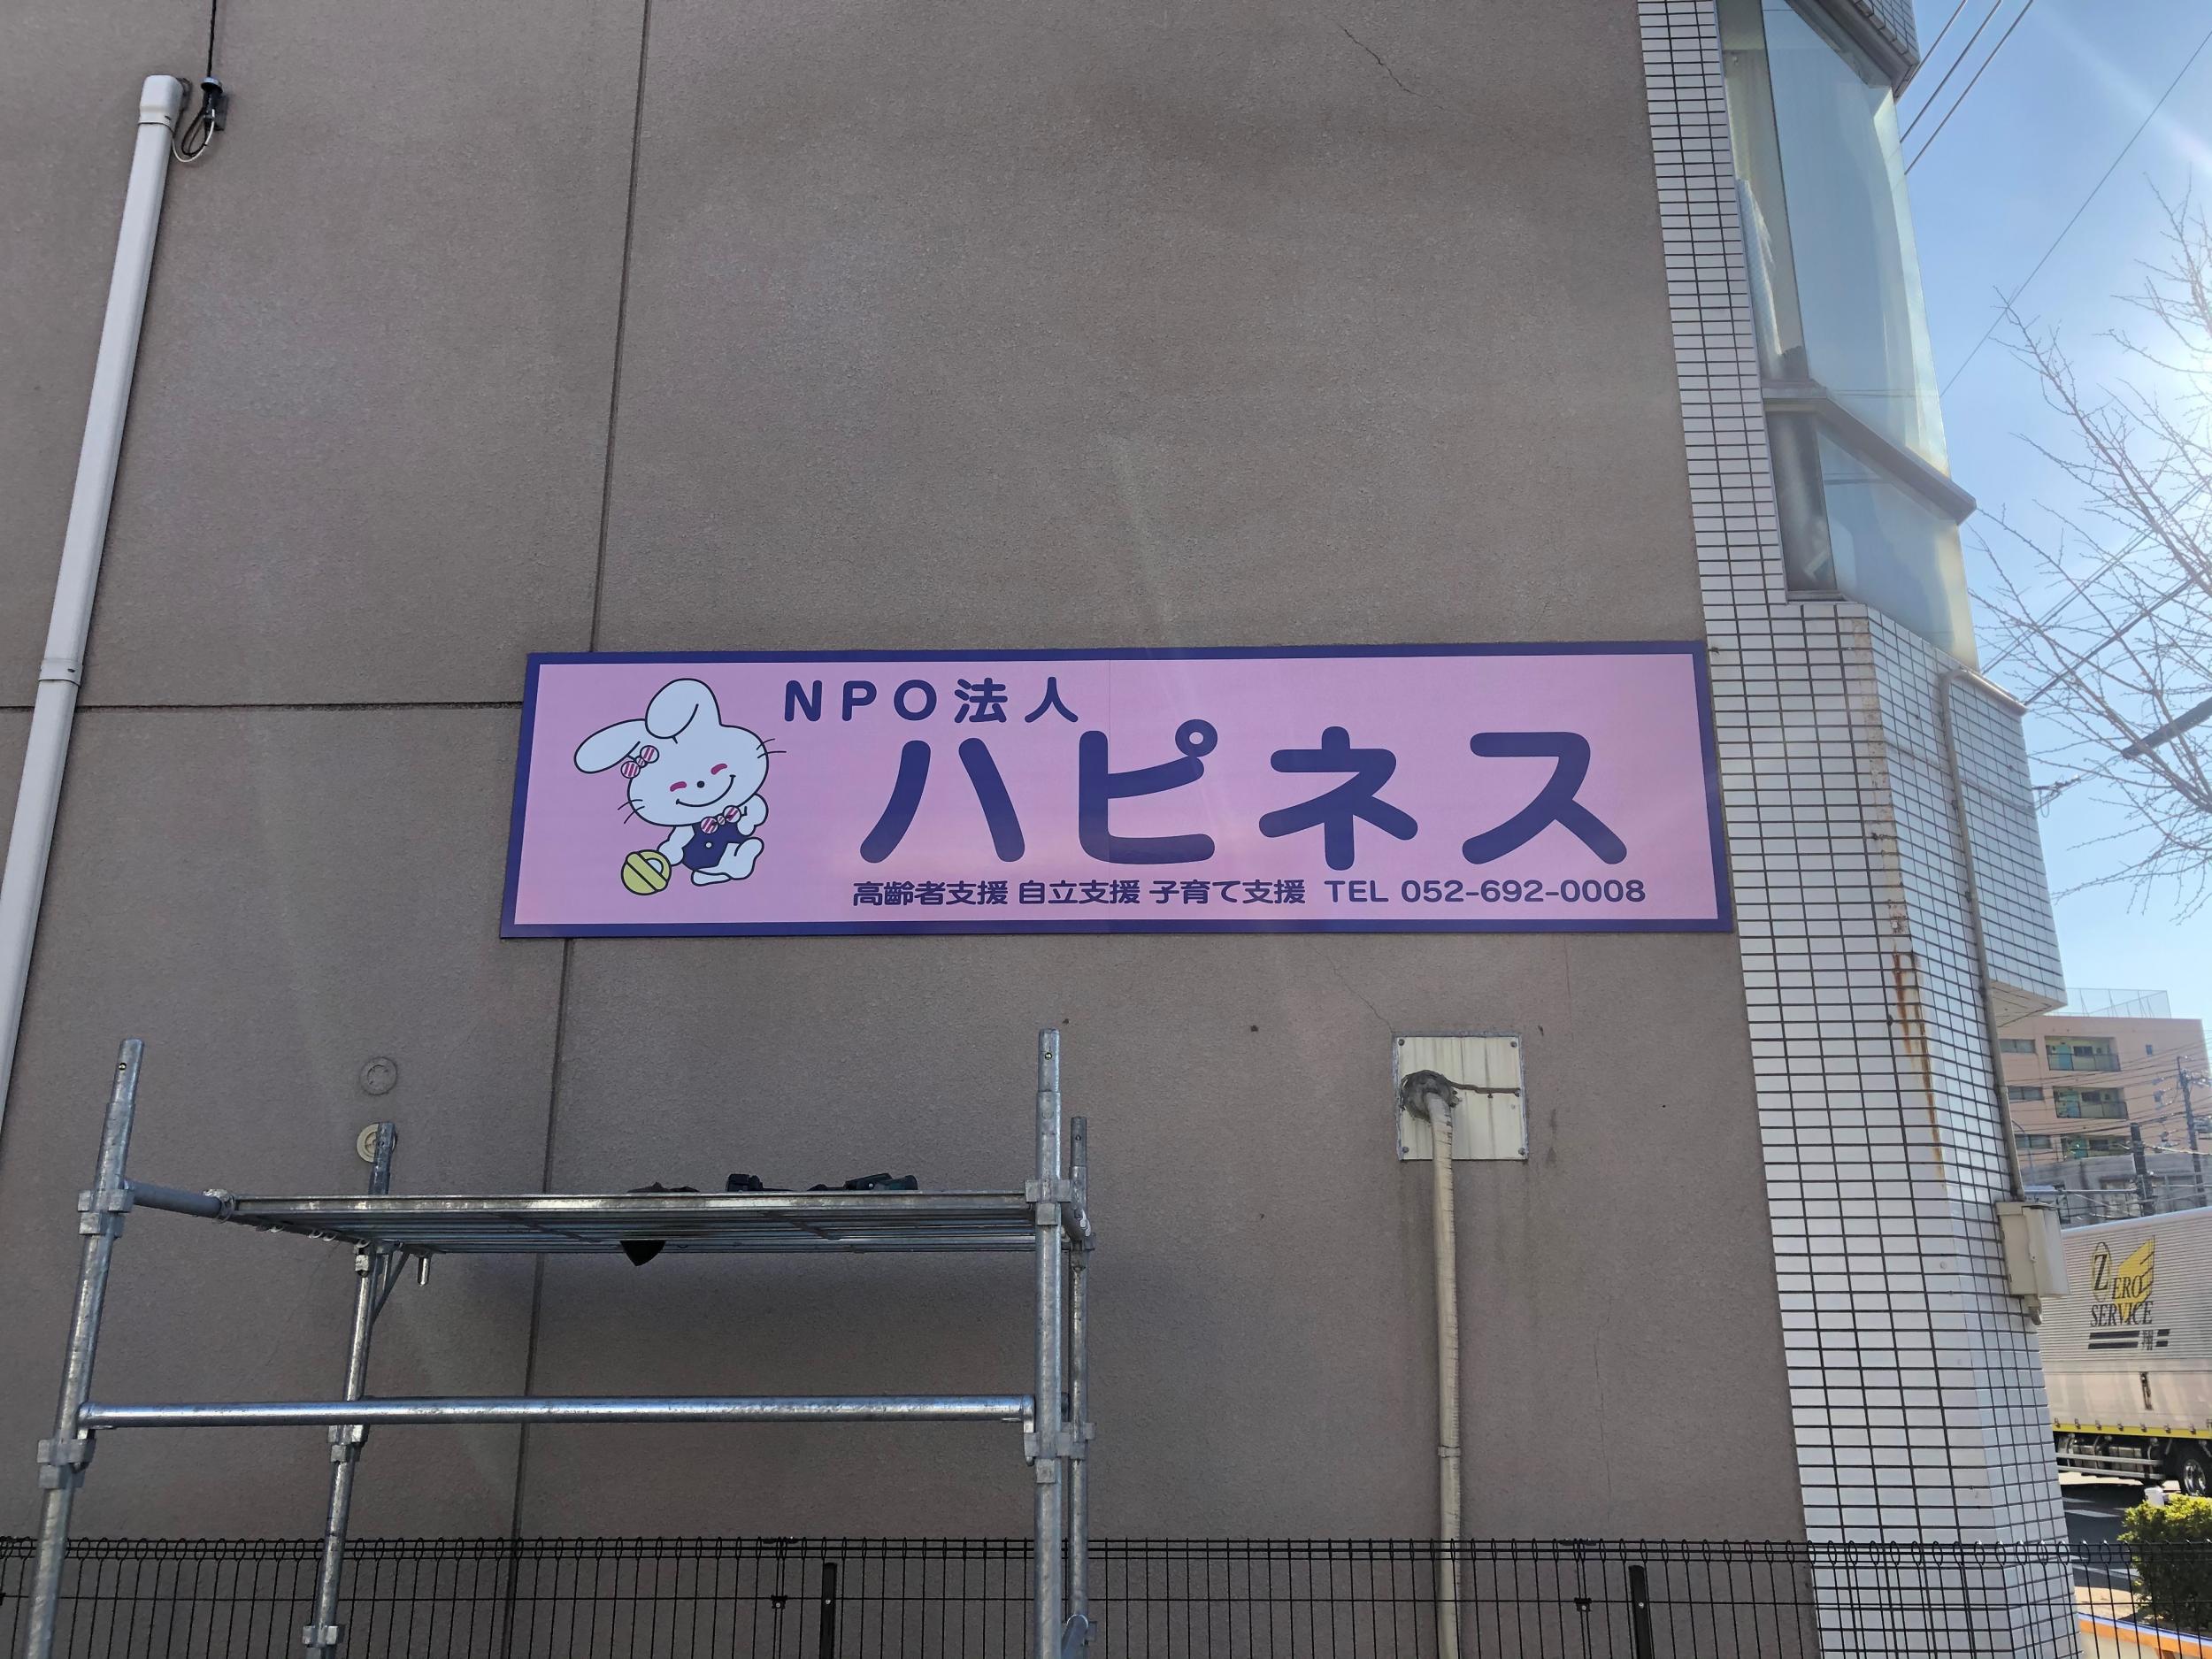 NPO法人
ハピネス
高齢者支援 自立支援 子育て支援 TEL 052-692-0008
ZERO
SERVICE
翔